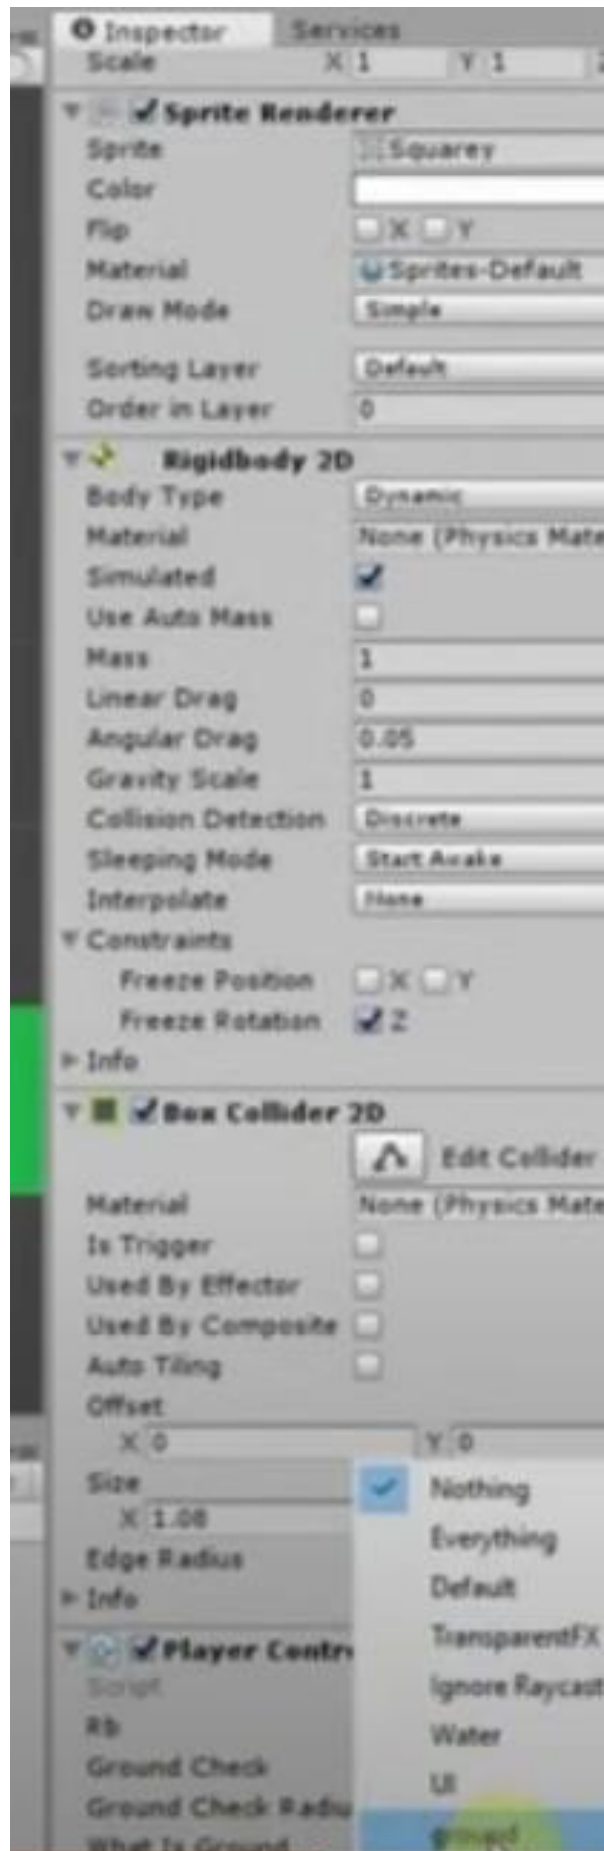 Inspector Services
Scale X 1 Y 1
Sprite Renderer
Sprite Squarey
Color
Flip X Y
Material Sprites-Default
Draw Mode Simple
Sorting Layer Default
Order in Layer 0
Rigidbody 2D
Body Type Dynamic
Material None (Physics Mate
Simulated
Use Auto Mass
Mass 1
Linear Drag 0
Angular Drag 0.05
Gravity Scale 1
Collision Detection Discrete
Sleeping Mode Start Awake
Interpolate None
Constraints
Freeze Position X Y
Freeze Rotation Z
Info
Box Collider 2D
Edit Collider
Material None (Physics Mate
Is Trigger
Used By Effector
Used By Composite
Auto Tiling
Offset
X 0 Y 0
Size
X 1.08
Edge Radius
Info
Player Contr
Script
Rb
Ground Check
Ground Check Radiu
What Is Ground
Nothing
Everything
Default
TransparentFX
Ignore Raycast
Water
UI
ground